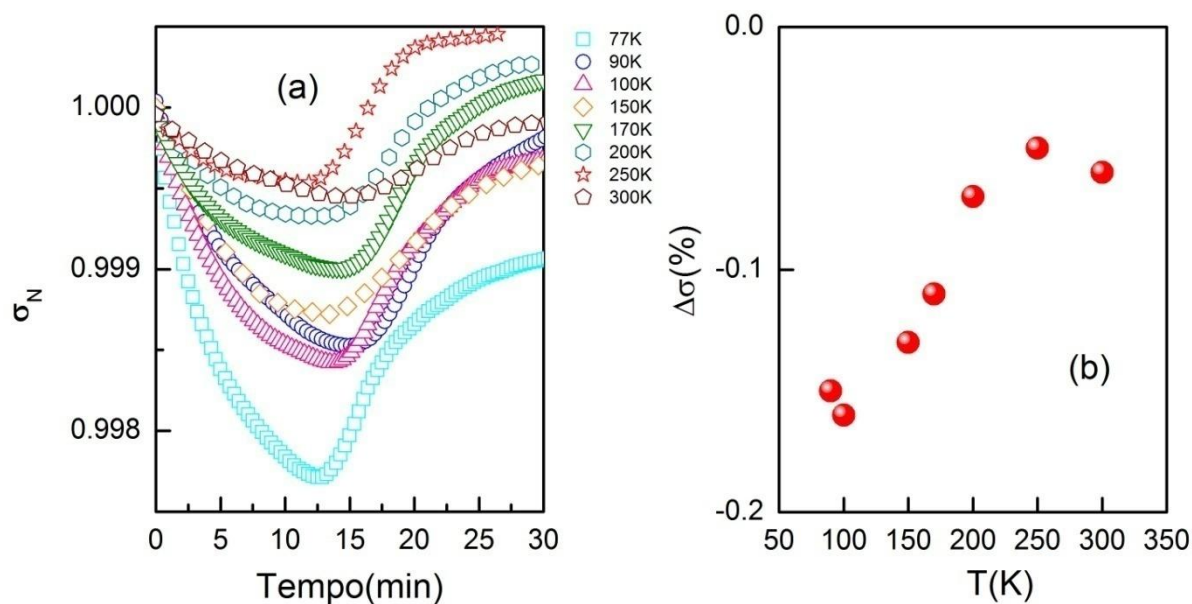 (a)
1.000
0.999
0.998
σN
0 5 10 15 20 25 30
Tempo(min)
77K
90K
100K
150K
170K
200K
250K
300K
0.0
-0.1
-0.2
Δσ(%)
(b)
50 100 150 200 250 300 350
T(K)